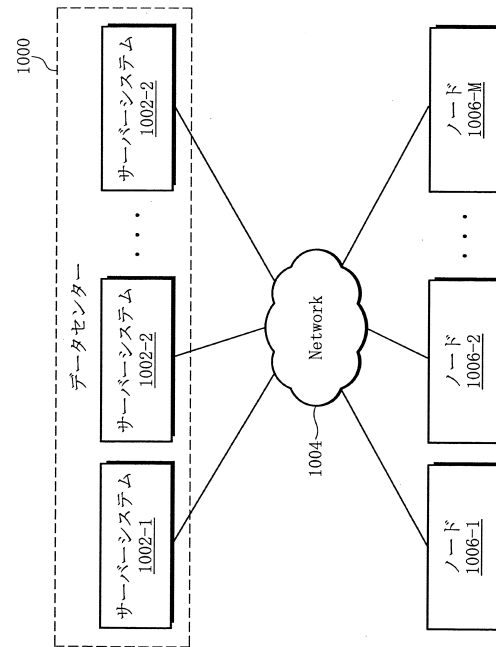 1000
データセンター
サーバーシステム
1002-1
サーバーシステム
1002-2
・・・
サーバーシステム
1002-2
Network
1004
ノード
1006-1
ノード
1006-2
・・・
ノード
1006-M